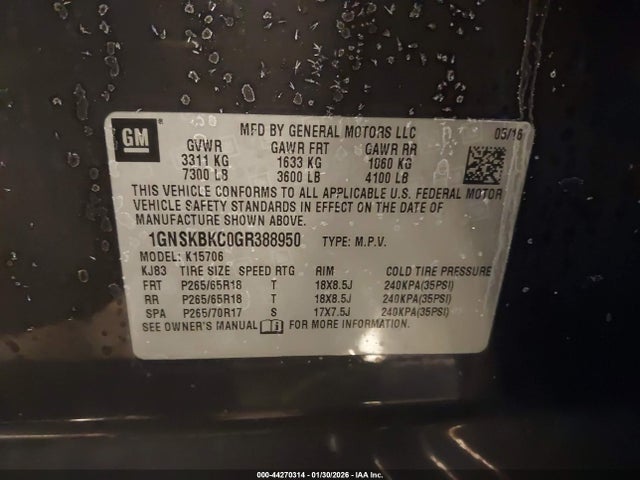 GM
MFD BY GENERAL MOTORS LLC 05/16
GVWR GAWR FRT GAWR RR
3311 KG 1633 KG 1860 KG
7300 LB 3600 LB 4100 LB
THIS VEHICLE CONFORMS TO ALL APPLICABLE U.S. FEDERAL MOTOR
VEHICLE SAFETY STANDARDS IN EFFECT ON THE DATE OF
MANUFACTURE SHOWN ABOVE.
1GNSKBKC0GR388950 TYPE: M.P.V.
MODEL: K15706
KJ83 TIRE SIZE SPEED RTG RIM COLD TIRE PRESSURE
FRT P265/65R18 T 18X8.5J 240KPA(35PSI)
RR P265/65R18 T 18X8.5J 240KPA(35PSI)
SPA P265/70R17 S 17X7.5J 240KPA(35PSI)
SEE OWNER'S MANUAL FOR MORE INFORMATION.
000-44270314 - 01/30/2026 - © IAA Inc.